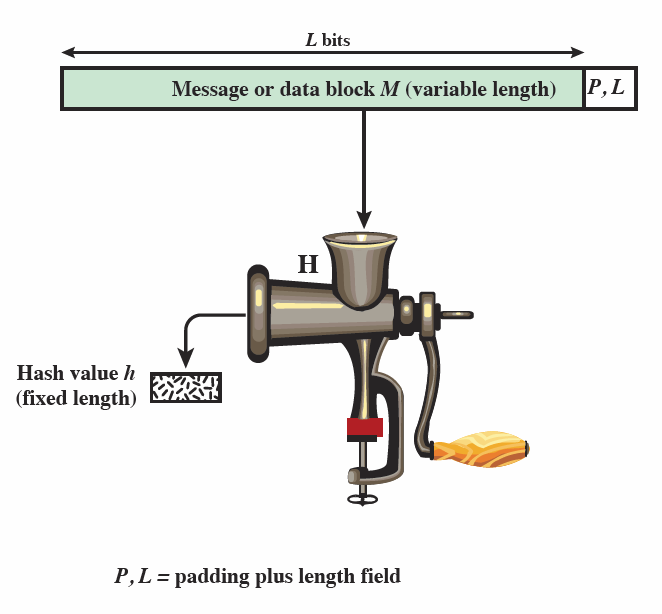 L bits
Message or data block M (variable length)
P, L
H
Hash value h
(fixed length)
P, L = padding plus length field